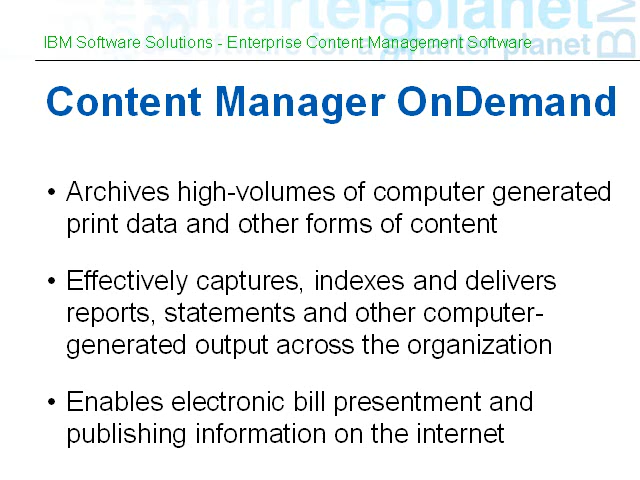 IBM Software Solutions - Enterprise Content Management Software
Content Manager OnDemand
• Archives high-volumes of computer generated
print data and other forms of content
• Effectively captures, indexes and delivers
reports, statements and other computer-
generated output across the organization
• Enables electronic bill presentment and
publishing information on the internet